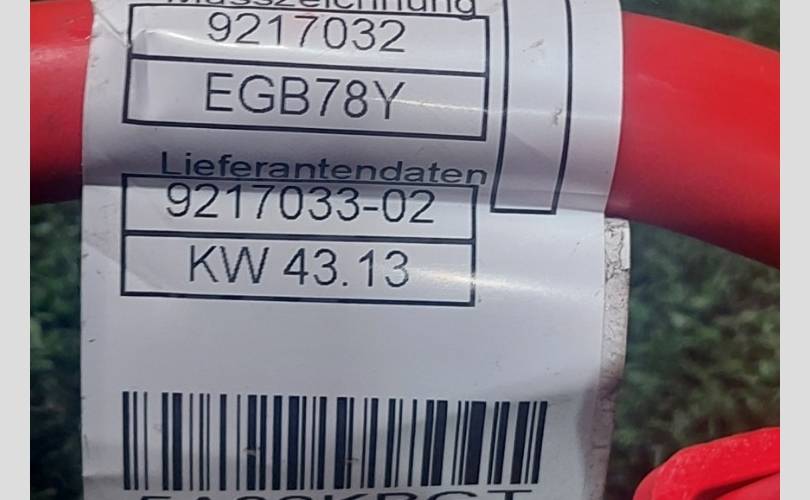 9217032
EGB78Y
Lieferantendaten
9217033-02
KW 43.13